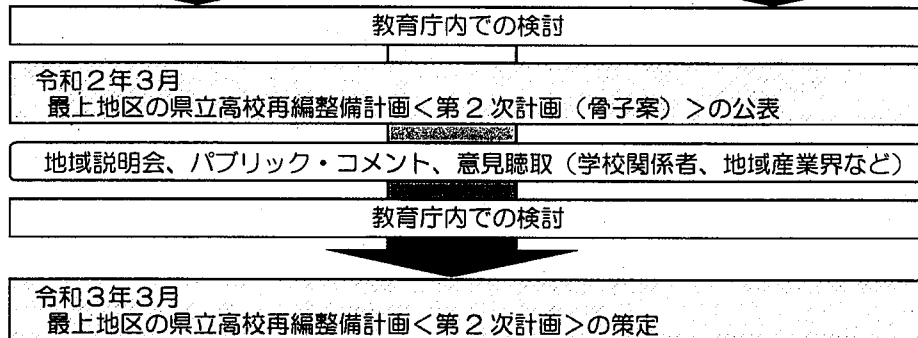 教育庁内での検討
令和2年3月
最上地区の県立高校再編整備計画＜第2次計画（骨子案）＞の公表
地域説明会、パブリック・コメント、意見聴取（学校関係者、地域産業界など）
教育庁内での検討
令和3年3月
最上地区の県立高校再編整備計画＜第2次計画＞の策定